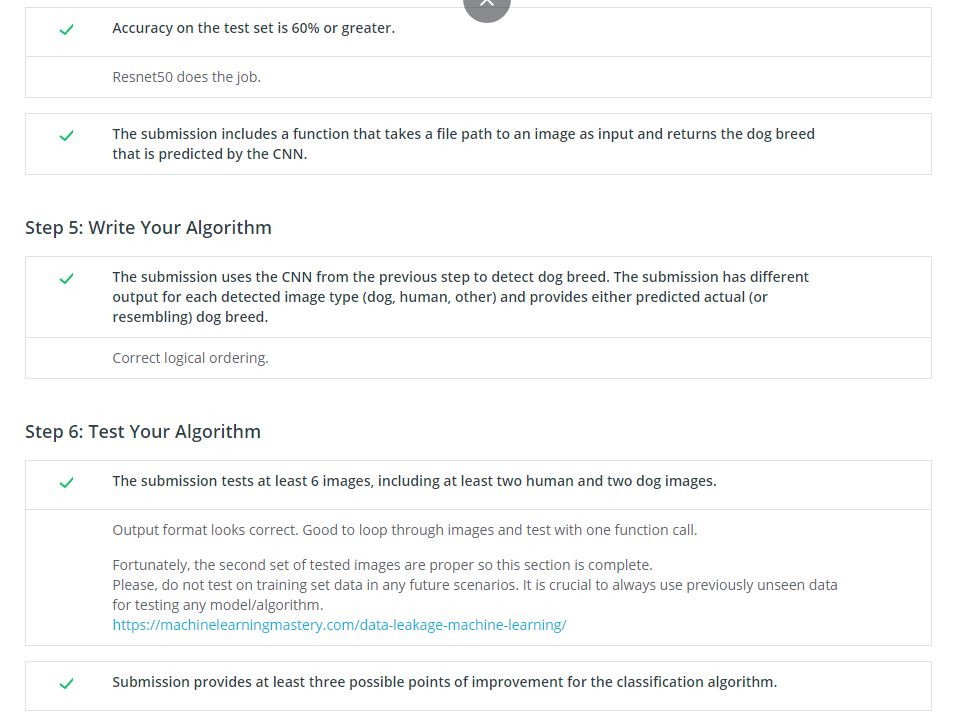 Accuracy on the test set is 60% or greater.
Resnet50 does the job.
The submission includes a function that takes a file path to an image as input and returns the dog breed
that is predicted by the CNN.
Step 5: Write Your Algorithm
The submission uses the CNN from the previous step to detect dog breed. The submission has different
output for each detected image type (dog, human, other) and provides either predicted actual (or
resembling) dog breed.
Correct logical ordering.
Step 6: Test Your Algorithm
The submission tests at least 6 images, including at least two human and two dog images.
Output format looks correct. Good to loop through images and test with one function call.
Fortunately, the second set of tested images are proper so this section is complete.
Please, do not test on training set data in any future scenarios. It is crucial to always use previously unseen data
for testing any model/algorithm.
https://machinelearningmastery.com/data-leakage-machine-learning/
Submission provides at least three possible points of improvement for the classification algorithm.